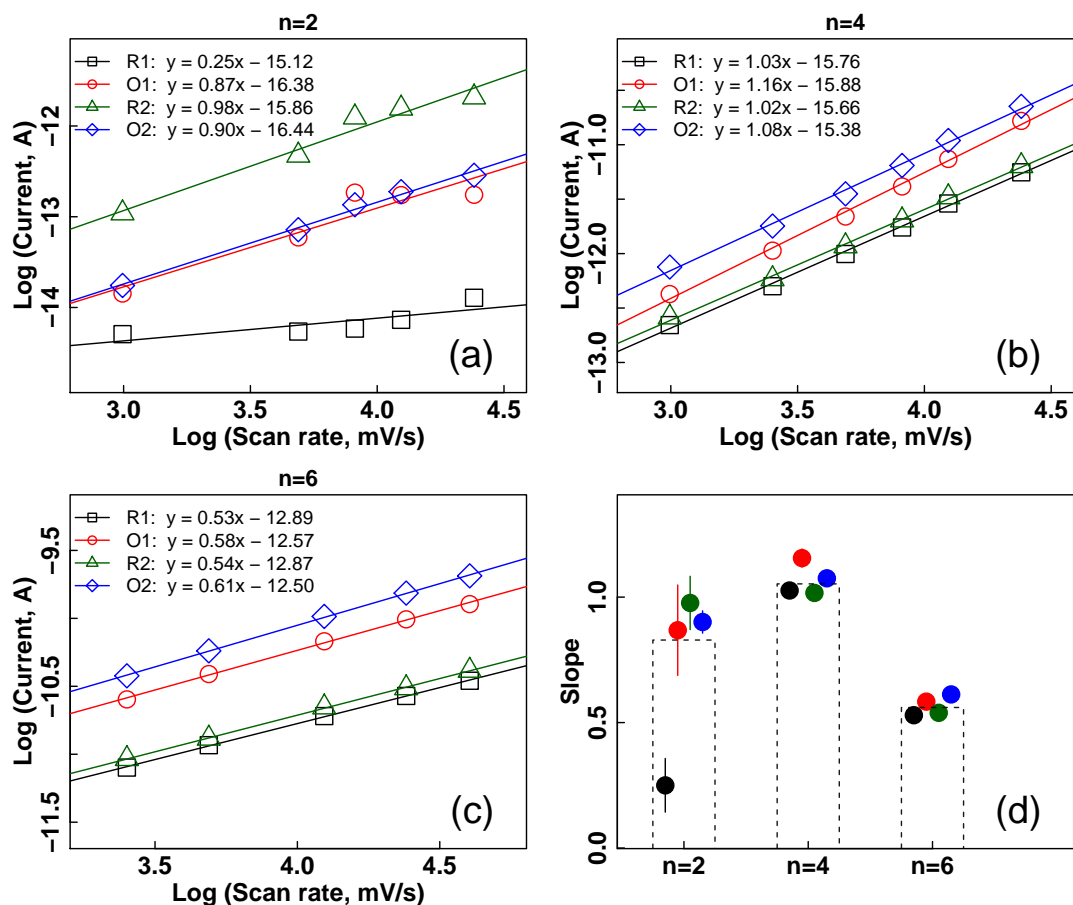 n=2
R1: y = 0.25x − 15.12
O1: y = 0.87x − 16.38
R2: y = 0.98x − 15.86
O2: y = 0.90x − 16.44
Log (Current, A)
−12
−13
−14
(a)
3.0 3.5 4.0 4.5
Log (Scan rate, mV/s)
n=4
R1: y = 1.03x − 15.76
O1: y = 1.16x − 15.88
R2: y = 1.02x − 15.66
O2: y = 1.08x − 15.38
Log (Current, A)
−11.0
−12.0
−13.0
(b)
3.0 3.5 4.0 4.5
Log (Scan rate, mV/s)
n=6
R1: y = 0.53x − 12.89
O1: y = 0.58x − 12.57
R2: y = 0.54x − 12.87
O2: y = 0.61x − 12.50
Log (Current, A)
−9.5
−10.5
−11.5
(c)
3.5 4.0 4.5
Log (Scan rate, mV/s)
Slope
1.0
0.5
0.0
(d)
n=2 n=4 n=6